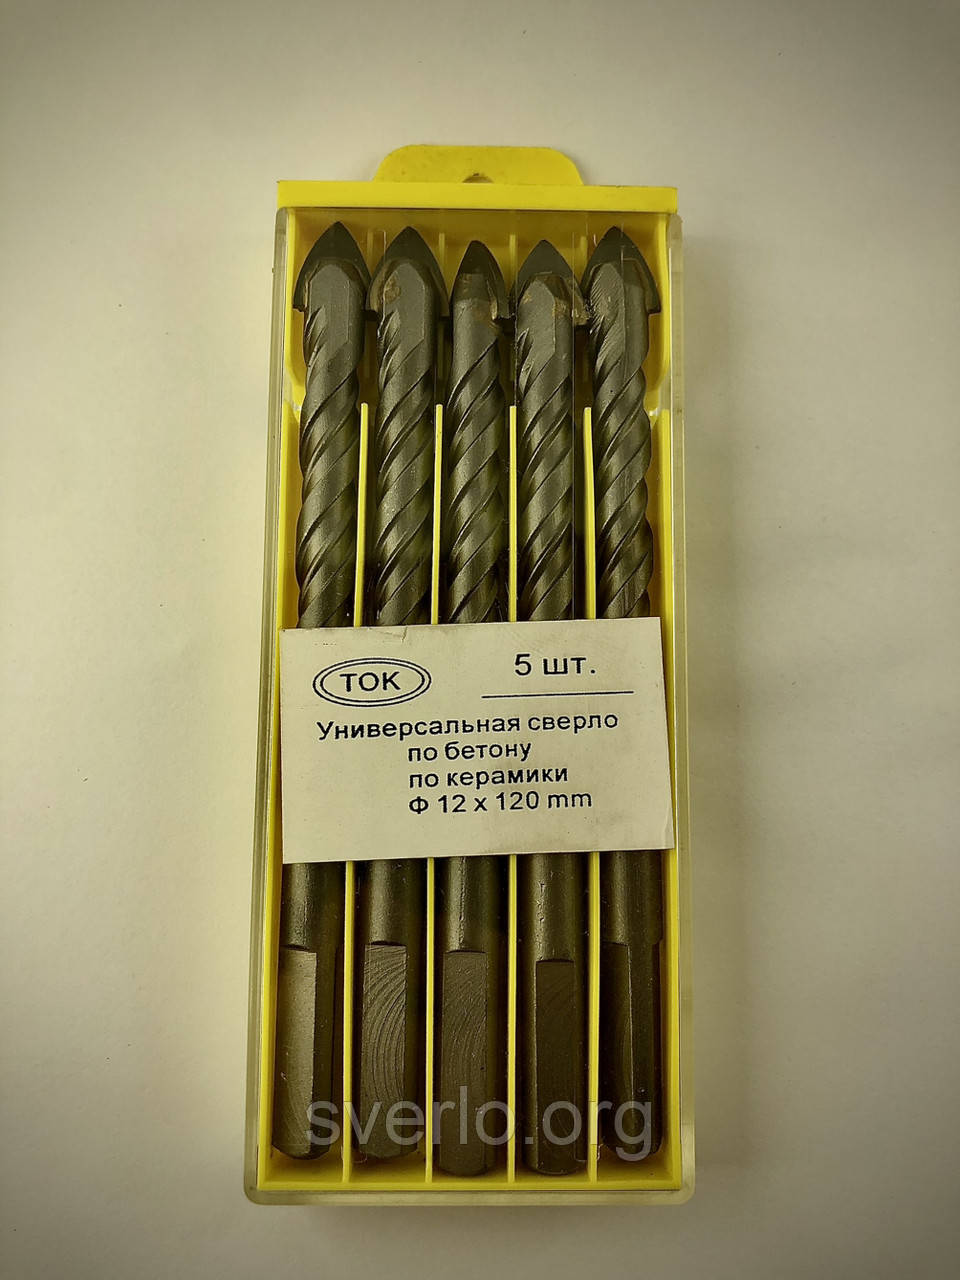 ТОК
5 шт.
Универсальная сверло
по бетону
по керамики
Ф 12 x 120 mm
sverlo.org